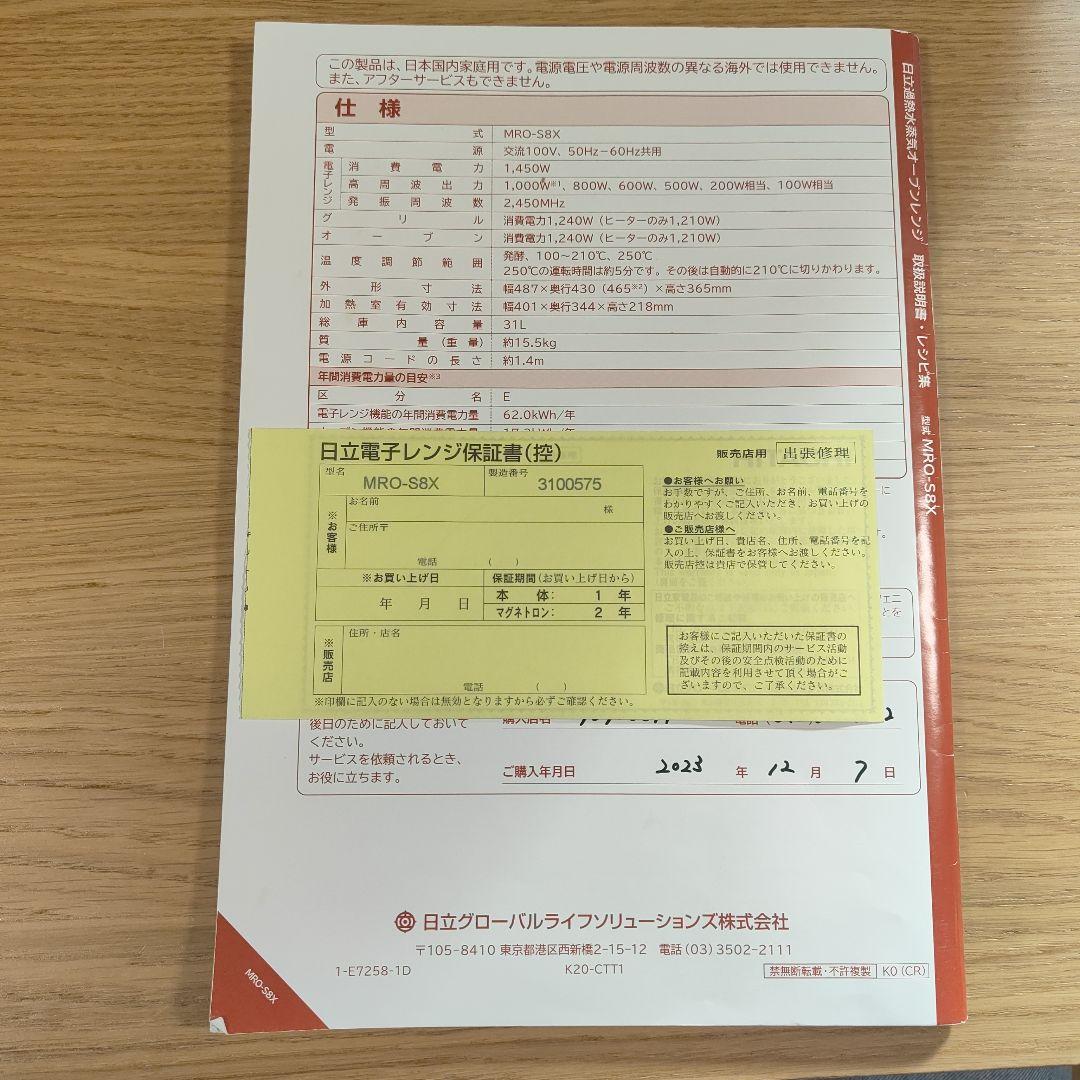 この製品は、日本国内家庭用です。電源電圧や電源周波数の異なる海外では使用できません。
また、アフターサービスもできません。
仕様
型式 MRO-S8X
電源 交流100V、50Hz-60Hz共用
電子レンジ
消費電力 1,450W
高周波出力 1,000W※1、800W、600W、500W、200W相当、100W相当
発振周波数 2,450MHz
グリル 消費電力1,240W（ヒーターのみ1,210W）
オーブン 消費電力1,240W（ヒーターのみ1,210W）
温度調節範囲 発酵、100～210℃、250℃
250℃の運転時間は約5分です。その後は自動的に210℃に切りかわります。
外形寸法 幅487×奥行430（465※2）×高さ365mm
加熱室有効寸法 幅401×奥行344×高さ218mm
総庫内容量 31L
質量（重量） 約15.5kg
電源コードの長さ 約1.4m
年間消費電力量の目安※3
区分名 E
電子レンジ機能の年間消費電力量 62.0kWh/年
日立電子レンジ保証書（控）
販売店用 出張修理
型名 MRO-S8X
製造番号 3100575
※お客様
お名前 様
ご住所〒
電話 （ ）
※お買い上げ日
年 月 日
保証期間（お買い上げ日から）
本体： 1年
マグネトロン： 2年
※販売店
住所・店名
電話 （ ）
※印欄に記入のない場合は無効となりますから必ずご確認ください。
●お客様へお願い
お手数ですが、ご住所、お名前、電話番号を
わかりやすくご記入いただき、お買い上げの
販売店へお渡しください。
●ご販売店様へ
お買い上げ日、貴店名、住所、電話番号を記
入の上、保証書をお客様へお渡しください。
販売店控は貴店で保管してください。
お客様にご記入いただいた保証書の
控えは、保証期間内のサービス活動
及びその後の安全点検活動のために
記載内容を利用させて頂く場合がご
ざいますので、ご了承ください。
後日のために記入しておいて
ください。
サービスを依頼されるとき、
お役に立ちます。
ご購入年月日 2023 年 12 月 7 日
日立グローバルライフソリューションズ株式会社
〒105-8410 東京都港区西新橋2-15-12 電話（03）3502-2111
1-E7258-1D K20-CTT1 禁無断転載・不許複製 K0（CR）
MRO-S8X
日立過熱水蒸気オーブンレンジ 取扱説明書・レシピ集 型式 MRO-S8X